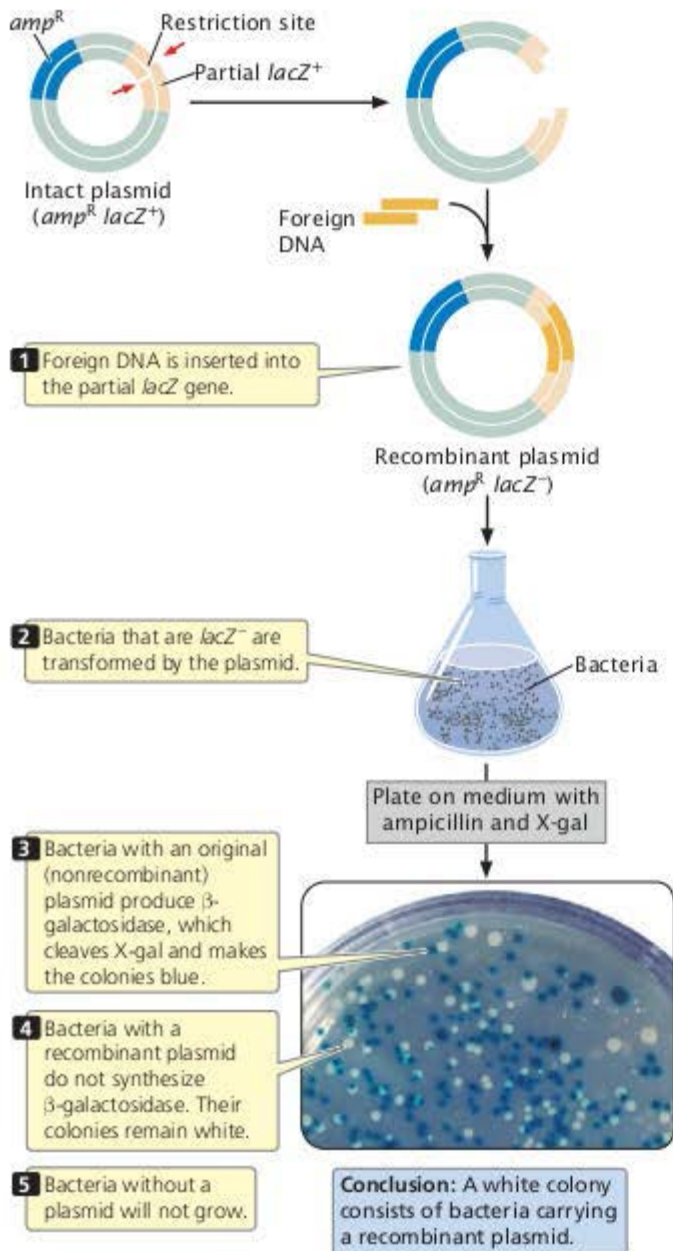 amp^R
Restriction site
Partial lacZ⁺
Intact plasmid
(amp^R lacZ⁺)
Foreign
DNA
1 Foreign DNA is inserted into
the partial lacZ gene.
Recombinant plasmid
(amp^R lacZ⁻)
2 Bacteria that are lacZ⁻ are
transformed by the plasmid.
Bacteria
Plate on medium with
ampicillin and X-gal
3 Bacteria with an original
(nonrecombinant)
plasmid produce β-
galactosidase, which
cleaves X-gal and makes
the colonies blue.
4 Bacteria with a
recombinant plasmid
do not synthesize
β-galactosidase. Their
colonies remain white.
5 Bacteria without a
plasmid will not grow.
Conclusion: A white colony
consists of bacteria carrying
a recombinant plasmid.